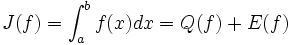 J(f) = ∫_a^b f(x)dx = Q(f) + E(f)